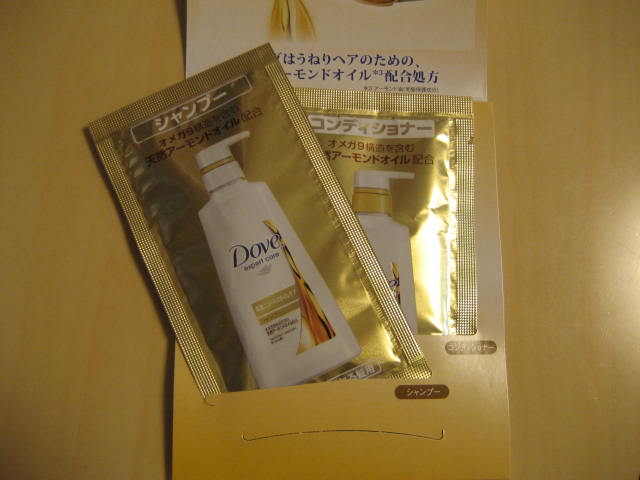 はうねりヘアのための、
ーモンドオイル*³配合処方
シャンプー
オメガ9構造を含む
天然アーモンドオイル配合
Dove
expert care
コンディショナー
オメガ9構造を含む
アーモンドオイル配合
コンディショナー
シャンプー